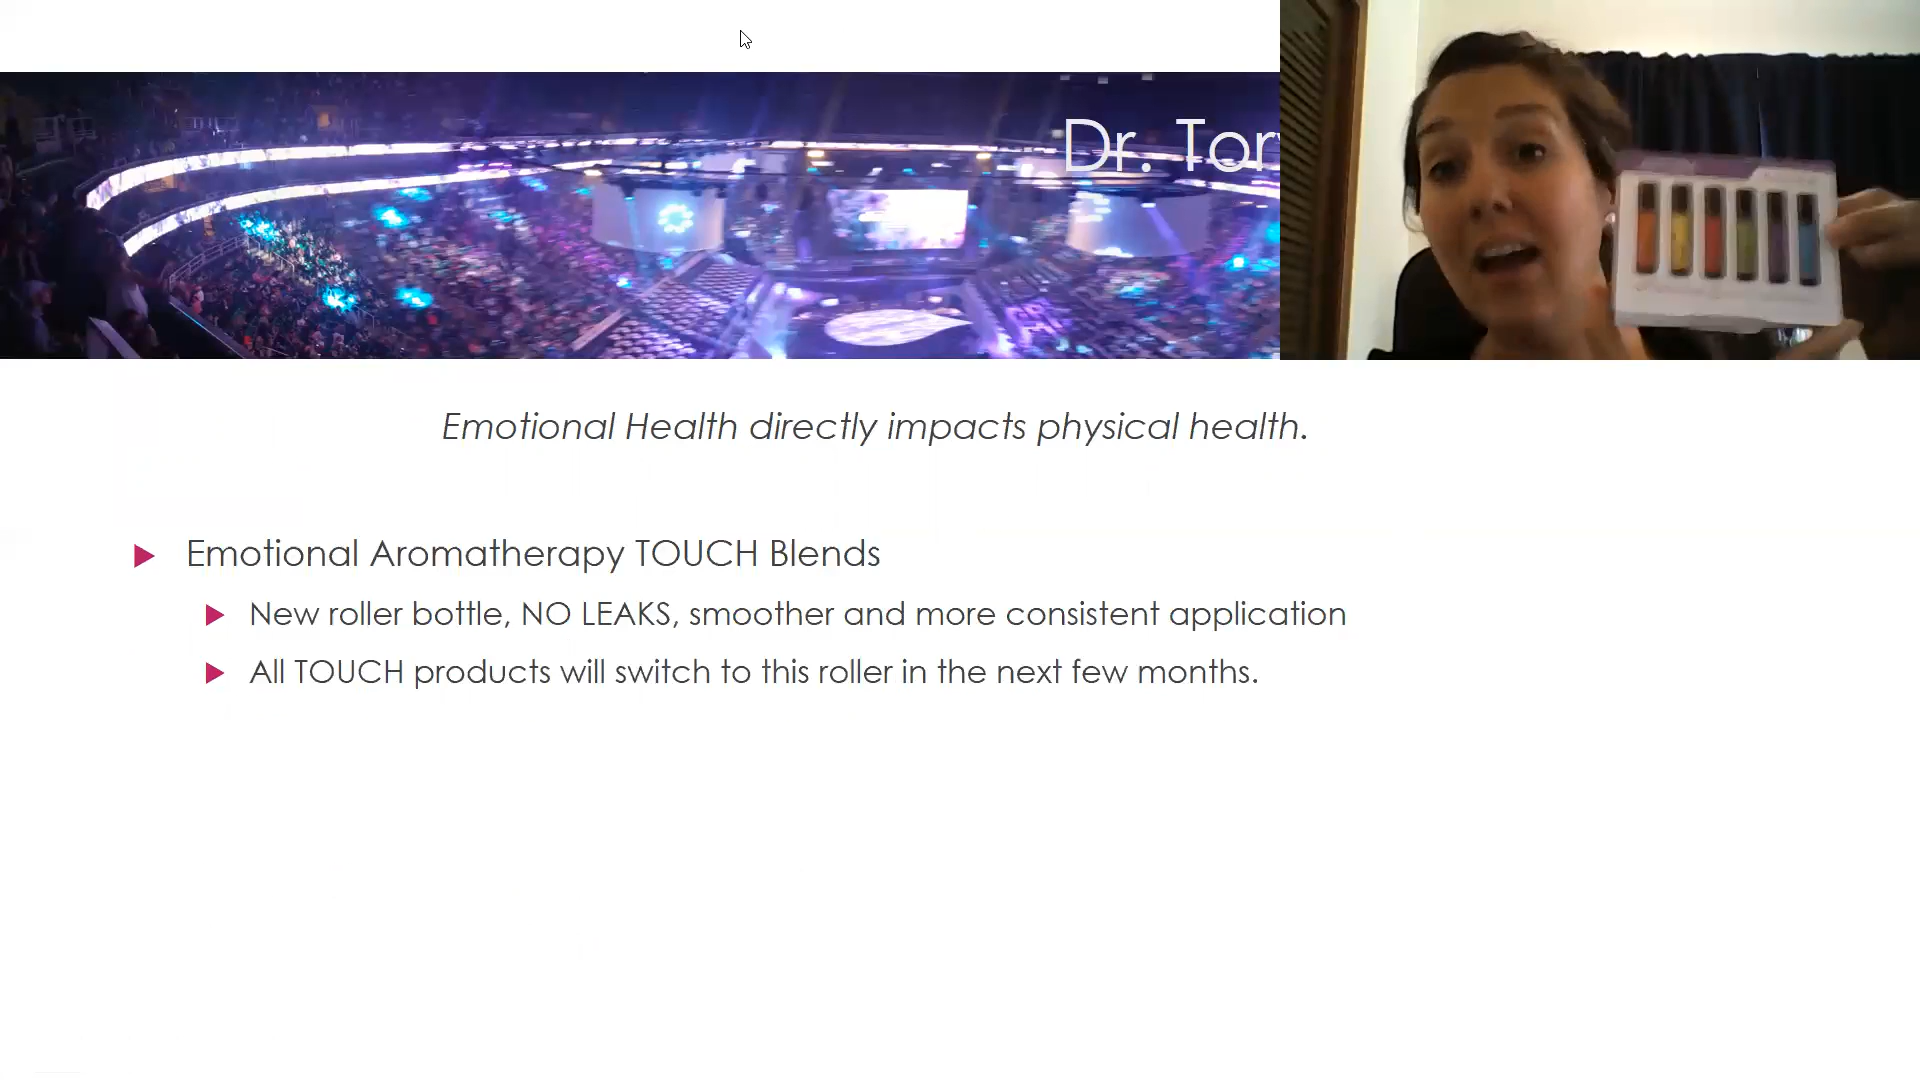 Dr. Tory
Emotional Health directly impacts physical health.
Emotional Aromatherapy TOUCH Blends
New roller bottle, NO LEAKS, smoother and more consistent application
All TOUCH products will switch to this roller in the next few months.